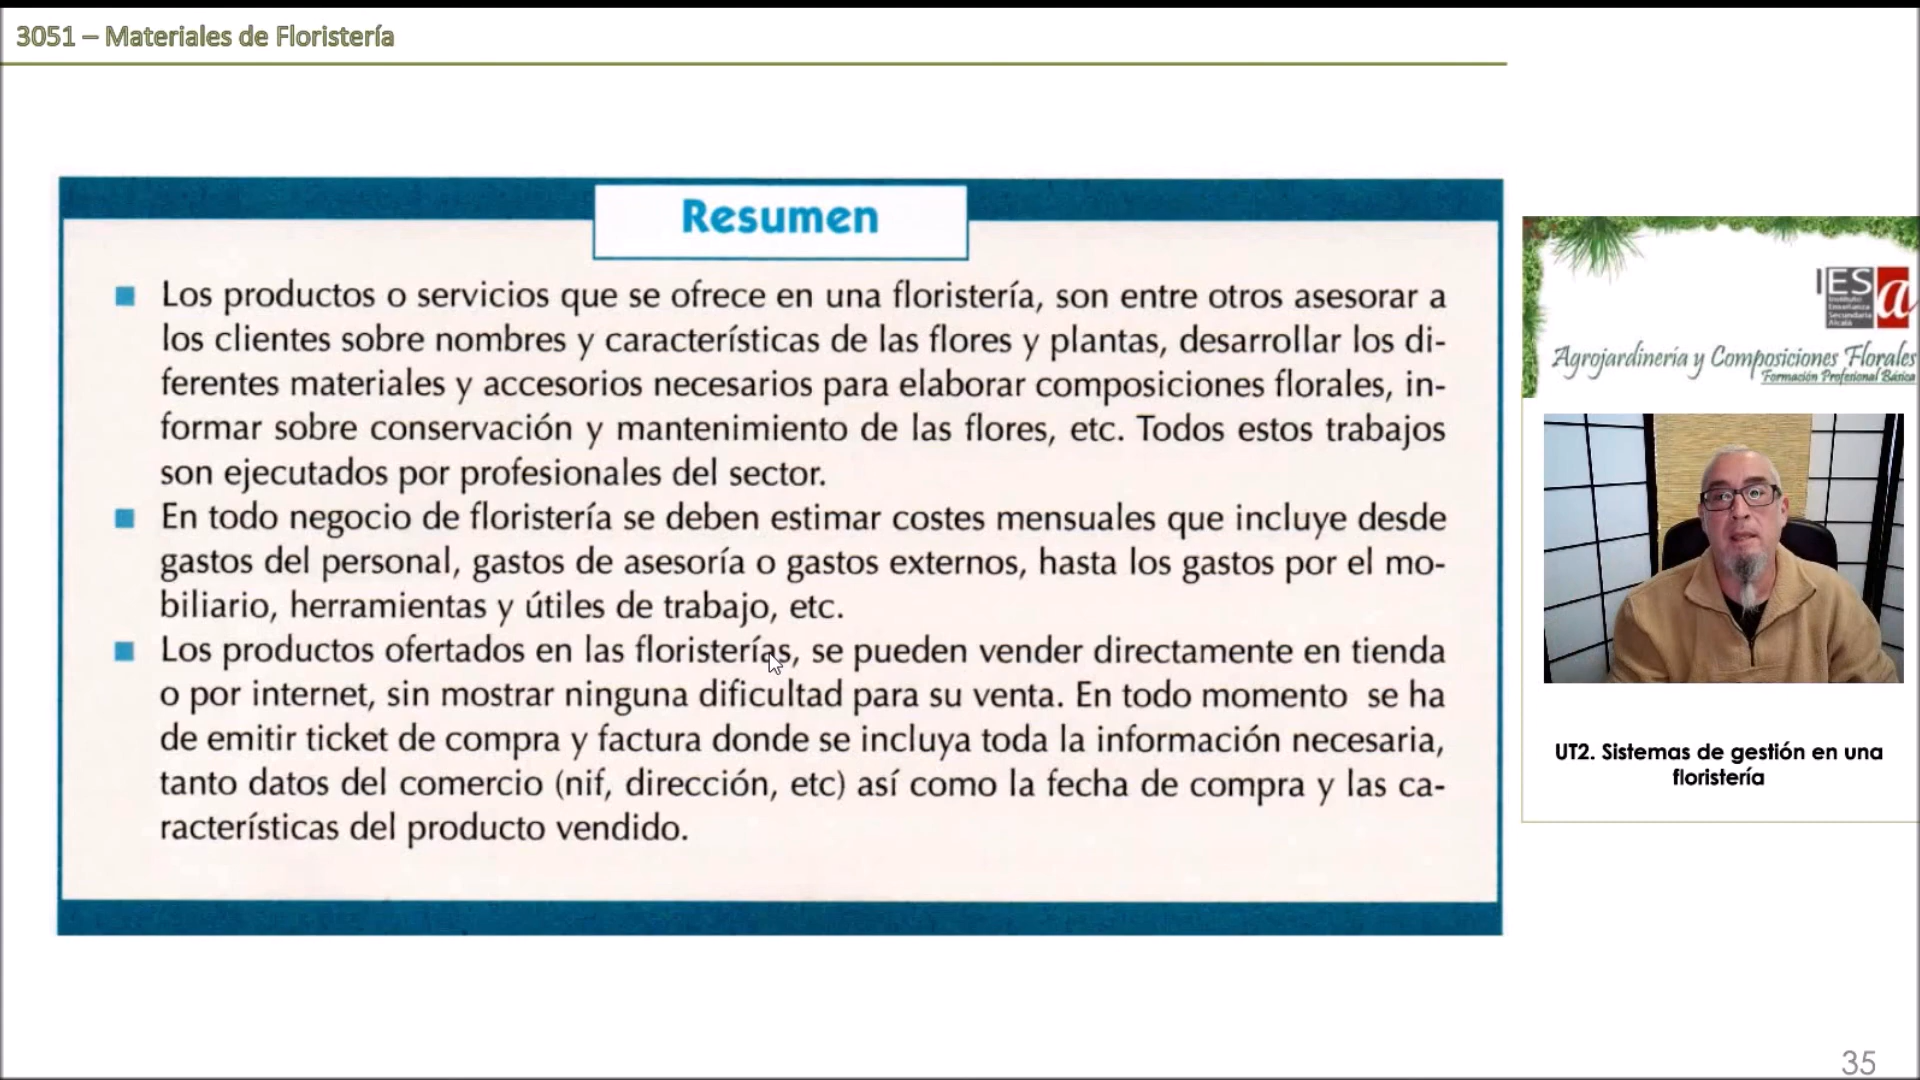 3051 – Materiales de Floristería
Resumen
Los productos o servicios que se ofrece en una floristería, son entre otros asesorar a
los clientes sobre nombres y características de las flores y plantas, desarrollar los di-
ferentes materiales y accesorios necesarios para elaborar composiciones florales, in-
formar sobre conservación y mantenimiento de las flores, etc. Todos estos trabajos
son ejecutados por profesionales del sector.
En todo negocio de floristería se deben estimar costes mensuales que incluye desde
gastos del personal, gastos de asesoría o gastos externos, hasta los gastos por el mo-
biliario, herramientas y útiles de trabajo, etc.
Los productos ofertados en las floristerías, se pueden vender directamente en tienda
o por internet, sin mostrar ninguna dificultad para su venta. En todo momento se ha
de emitir ticket de compra y factura donde se incluya toda la información necesaria,
tanto datos del comercio (nif, dirección, etc) así como la fecha de compra y las ca-
racterísticas del producto vendido.
IES a
Instituto
Enseñanza
Secundaria
Alcalá
Agrojardinería y Composiciones Florales
Formación Profesional Básica
UT2. Sistemas de gestión en una
floristería
35